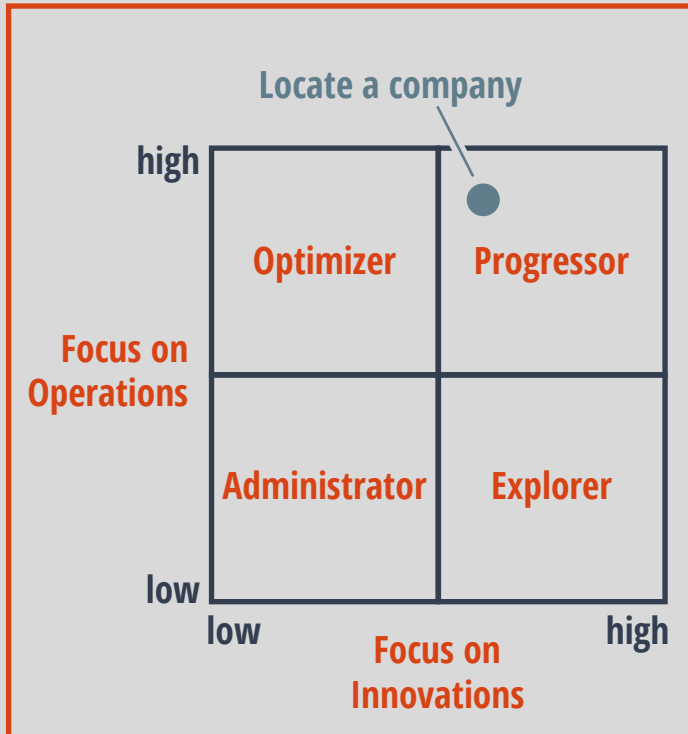 Locate a company
high
Optimizer
Progressor
Focus on
Operations
Administrator
Explorer
low
low
high
Focus on
Innovations